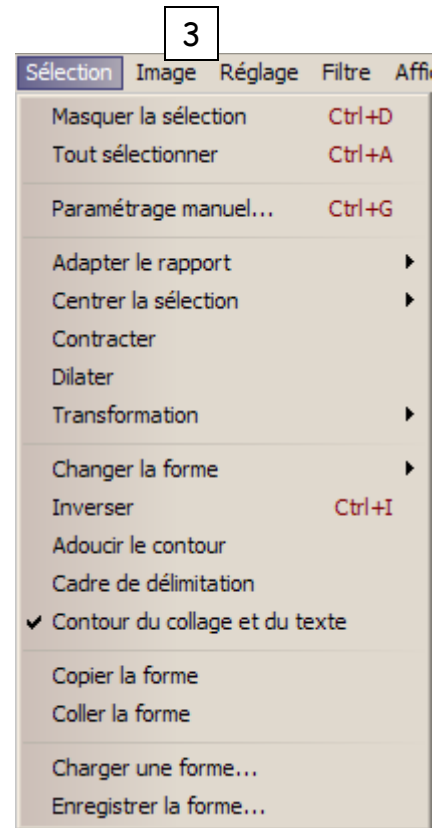 3
Sélection Image Réglage Filtre Affi
Masquer la sélection Ctrl+D
Tout sélectionner Ctrl+A
Paramétrage manuel... Ctrl+G
Adapter le rapport
Centrer la sélection
Contracter
Dilater
Transformation
Changer la forme
Inverser Ctrl+I
Adoucir le contour
Cadre de délimitation
Contour du collage et du texte
Copier la forme
Coller la forme
Charger une forme...
Enregistrer la forme...